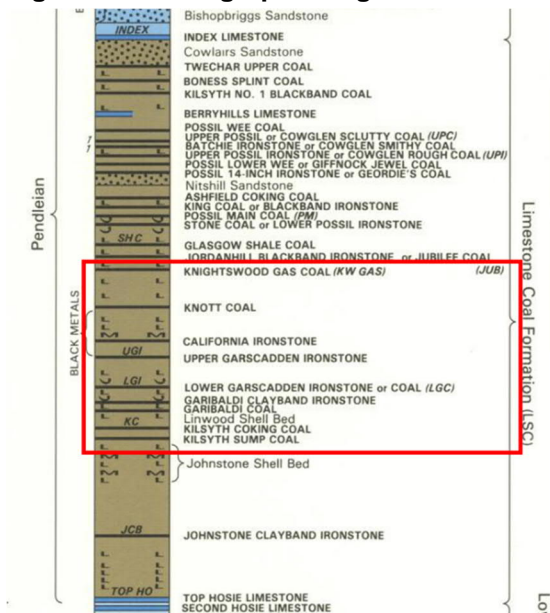 Bishopbriggs Sandstone
INDEX
INDEX LIMESTONE
Cowlairs Sandstone
TWECHAR UPPER COAL
BONESS SPLINT COAL
KILSYTH NO. 1 BLACKBAND COAL
BERRYHILLS LIMESTONE
POSSIL WEE COAL
UPPER POSSIL or COWGLEN SCLUTTY COAL (UPC)
BATCHIE IRONSTONE or COWGLEN SMITHY COAL
UPPER POSSIL IRONSTONE or COWGLEN ROUGH COAL (UPI)
POSSIL LOWER WEE or GIFFNOCK JEWEL COAL
POSSIL 14-INCH IRONSTONE or GEORDIE'S COAL
Nitshill Sandstone
ASHFIELD COKING COAL
KING COAL or BLACKBAND IRONSTONE
POSSIL MAIN COAL (PM)
STONE COAL or LOWER POSSIL IRONSTONE
SHC
GLASGOW SHALE COAL
JORDANHILL BLACKBAND IRONSTONE or JUBILEE COAL
KNIGHTSWOOD GAS COAL (KW GAS) (JUB)
KNOTT COAL
CALIFORNIA IRONSTONE
UGI
UPPER GARSCADDEN IRONSTONE
LGI
LOWER GARSCADDEN IRONSTONE or COAL (LGC)
GARIBALDI CLAYBAND IRONSTONE
GARIBALDI COAL
KC
Linwood Shell Bed
KILSYTH COKING COAL
KILSYTH SUMP COAL
Johnstone Shell Bed
JCB
JOHNSTONE CLAYBAND IRONSTONE
TOP HO
TOP HOSIE LIMESTONE
SECOND HOSIE LIMESTONE
Pendleian
BLACK METALS
Limestone Coal Formation (LSC)